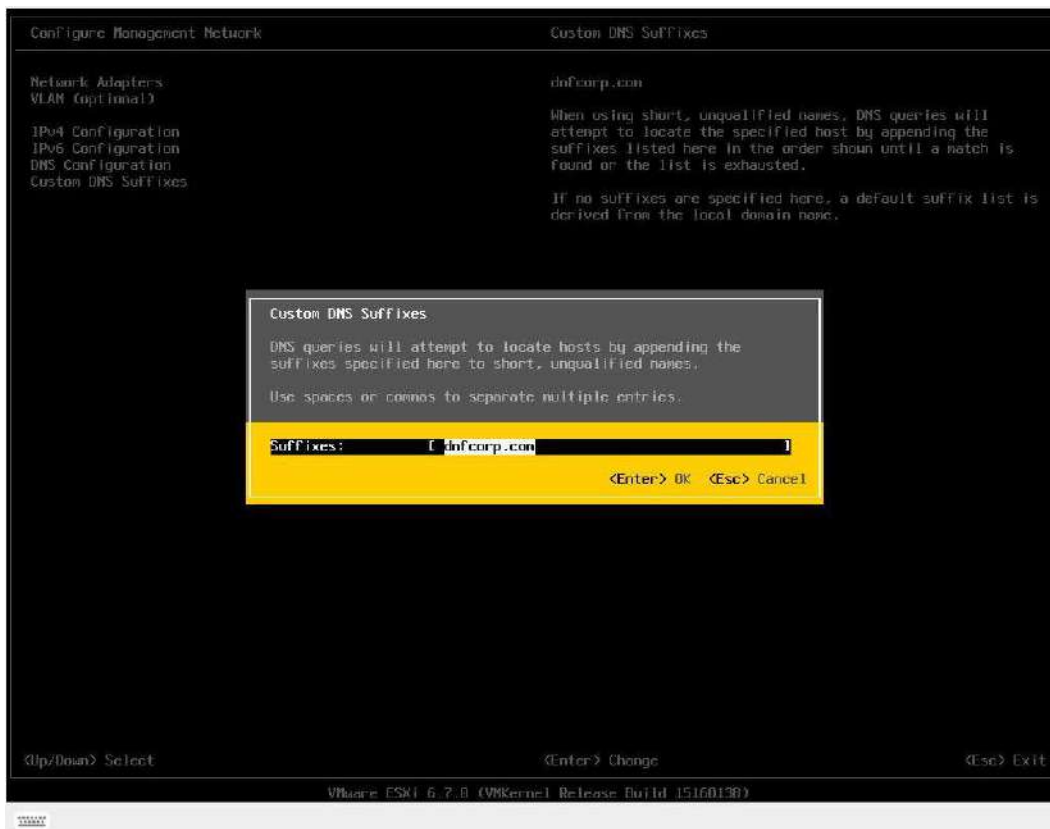 Configure Management Network
Custom DNS Suffixes
Network Adapters
VLAN (optional)
IPv4 Configuration
IPv6 Configuration
DNS Configuration
Custom DNS Suffixes
dnfcorp.com
When using short, unqualified names, DNS queries will
attempt to locate the specified host by appending the
suffixes listed here in the order shown until a match is
found or the list is exhausted.
If no suffixes are specified here, a default suffix list is
derived from the local domain name.
Custom DNS Suffixes
DNS queries will attempt to locate hosts by appending the
suffixes specified here to short, unqualified names.
Use spaces or commas to separate multiple entries.
Suffixes: [ dnfcorp.com ]
<Enter> OK <Esc> Cancel
<Up/Down> Select
<Enter> Change
<Esc> Exit
VMware ESXi 6.7.0 (VMKernel Release Build 15160138)